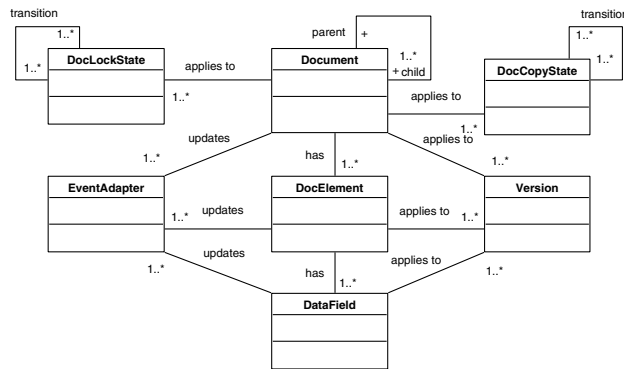 transition
transition
1..*
parent
+
1..*
1..*
DocLockState
Document
1..*
1..*
applies to
+ child
DocCopyState
1..*
applies to
1..*
updates
applies to
1..*
has
1..*
1..*
EventAdapter
DocElement
Version
1..*
updates
applies to
1..*
updates
applies to
1..*
has
1..*
1..*
DataField